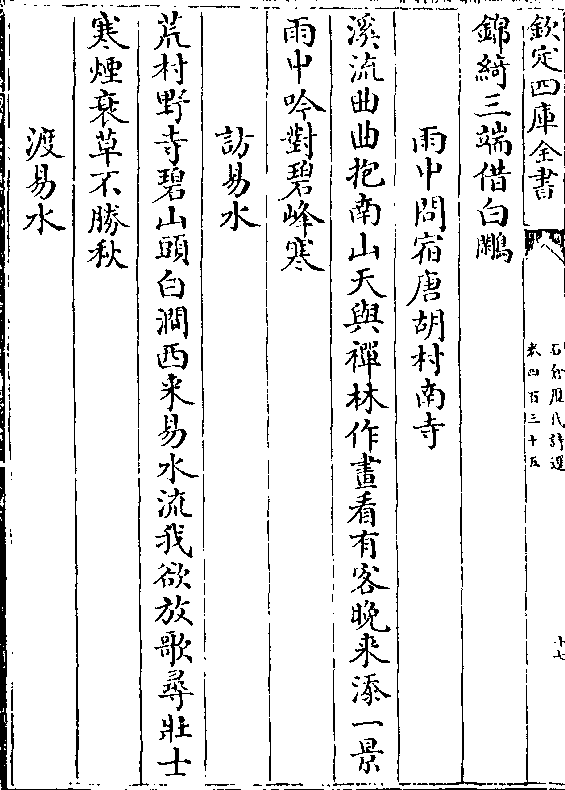 欽定四庫全書
石倉歷代詩選
卷四百三十五
十七
錦綺三端借白鷴
雨中問宿唐胡村南寺
溪流曲曲抱南山天與禪林作畫看有客晚来添一景
雨中吟對碧峰寒
訪易水
荒村野寺碧山頭白澗西来易水流我欲放歌尋壯士
寒煙衰草不勝秋
渡易水